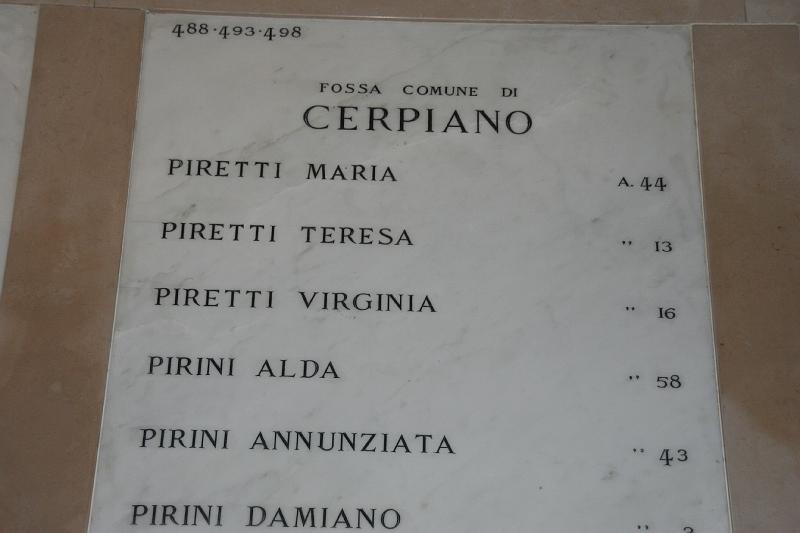 488·493·498
FOSSA COMUNE DI
CERPIANO
PIRETTI MARIA A. 44
PIRETTI TERESA " 13
PIRETTI VIRGINIA " 16
PIRINI ALDA " 58
PIRINI ANNUNZIATA " 43
PIRINI DAMIANO "